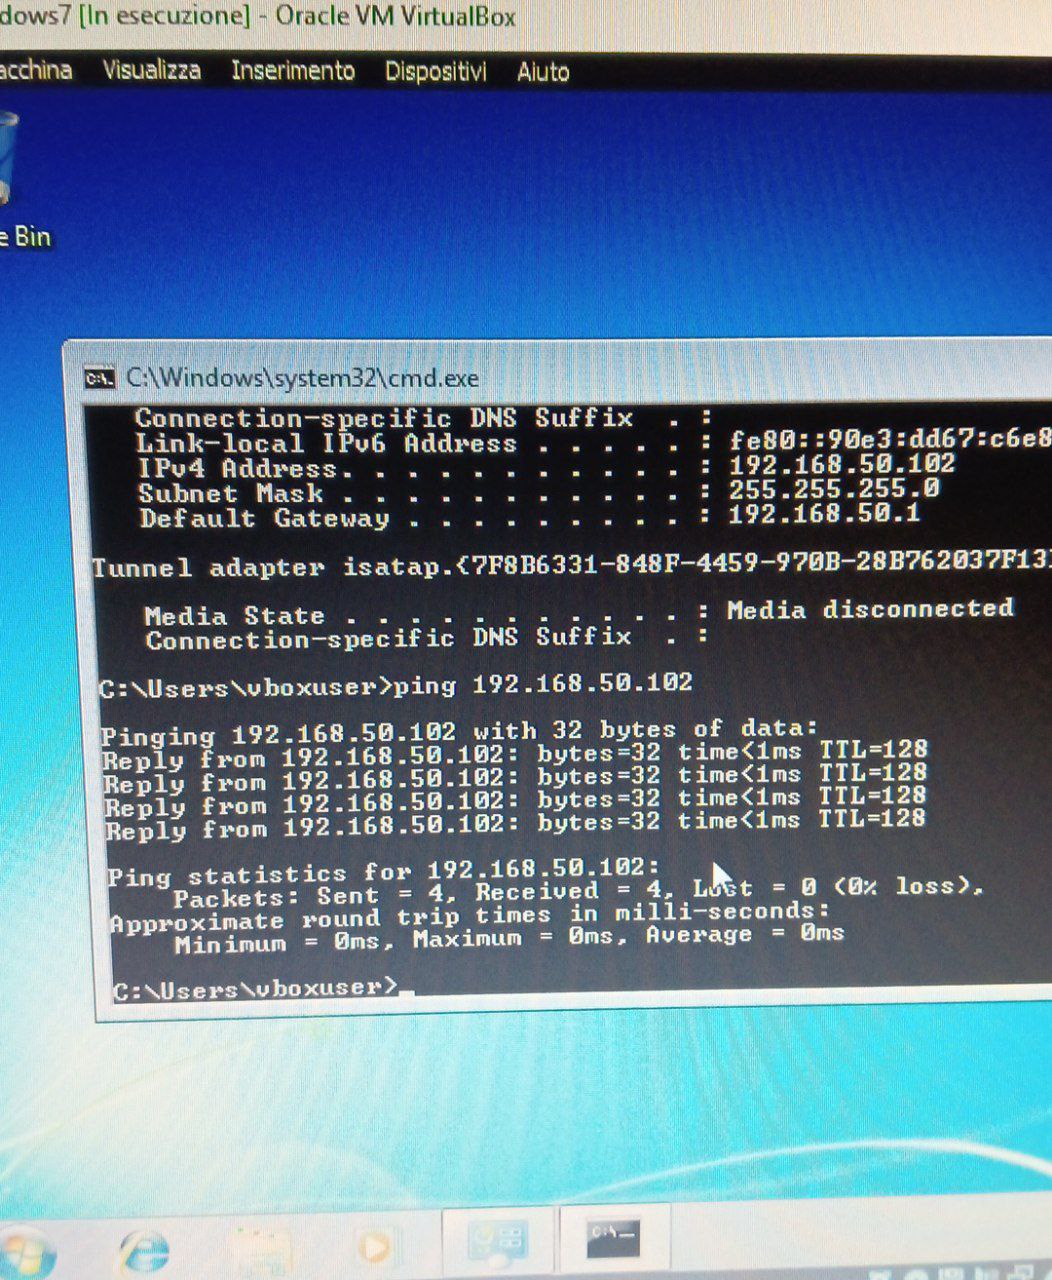 dows7 [In esecuzione] - Oracle VM VirtualBox
acchina Visualizza Inserimento Dispositivi Aiuto
e Bin
C:\Windows\system32\cmd.exe
Connection-specific DNS Suffix . :
Link-local IPv6 Address . . . . . : fe80::90e3:dd67:c6e8
IPv4 Address. . . . . . . . . . . : 192.168.50.102
Subnet Mask . . . . . . . . . . . : 255.255.255.0
Default Gateway . . . . . . . . . : 192.168.50.1
Tunnel adapter isatap.{7F8B6331-848F-4459-970B-28B762037F13}
Media State . . . . . . . . . . . : Media disconnected
Connection-specific DNS Suffix . :
C:\Users\vboxuser>ping 192.168.50.102
Pinging 192.168.50.102 with 32 bytes of data:
Reply from 192.168.50.102: bytes=32 time<1ms TTL=128
Reply from 192.168.50.102: bytes=32 time<1ms TTL=128
Reply from 192.168.50.102: bytes=32 time<1ms TTL=128
Reply from 192.168.50.102: bytes=32 time<1ms TTL=128
Ping statistics for 192.168.50.102:
Packets: Sent = 4, Received = 4, Lost = 0 (0% loss),
Approximate round trip times in milli-seconds:
Minimum = 0ms, Maximum = 0ms, Average = 0ms
C:\Users\vboxuser>_